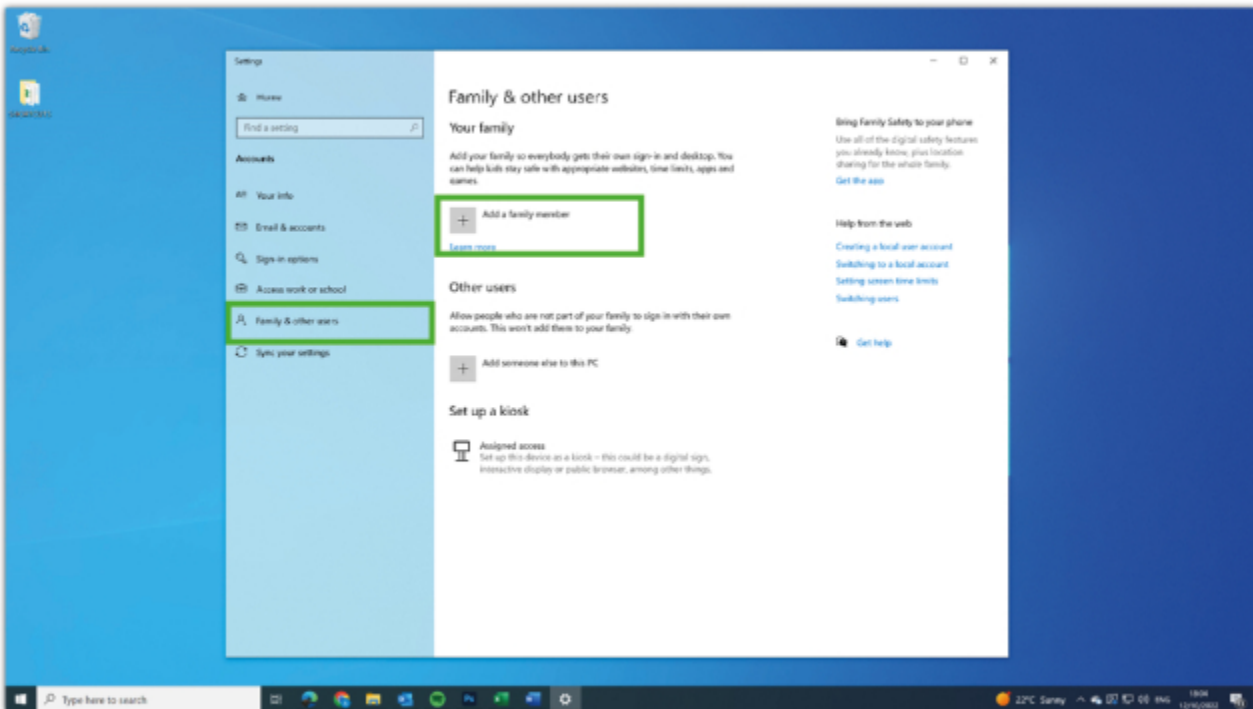 Settings
Home
Find a setting
Accounts
Your info
Email & accounts
Sign-in options
Access work or school
Family & other users
Sync your settings
Family & other users
Your family
Add your family so everybody gets their own sign-in and desktop. You
can help kids stay safe with appropriate websites, time limits, apps and
games.
Add a family member
Learn more
Other users
Allow people who are not part of your family to sign in with their own
accounts. This won't add them to your family.
Add someone else to this PC
Set up a kiosk
Assigned access
Set up this device as a kiosk – this could be a digital sign,
interactive display or public browser, among other things.
Bring Family Safety to your phone
Use all of the digital safety features
you already know, plus location
sharing for the whole family.
Get the app
Help from the web
Creating a local user account
Switching to a local account
Setting screen time limits
Switching users
Get help
Type here to search
22°C Sunny
ENG
18:04
12/10/2022